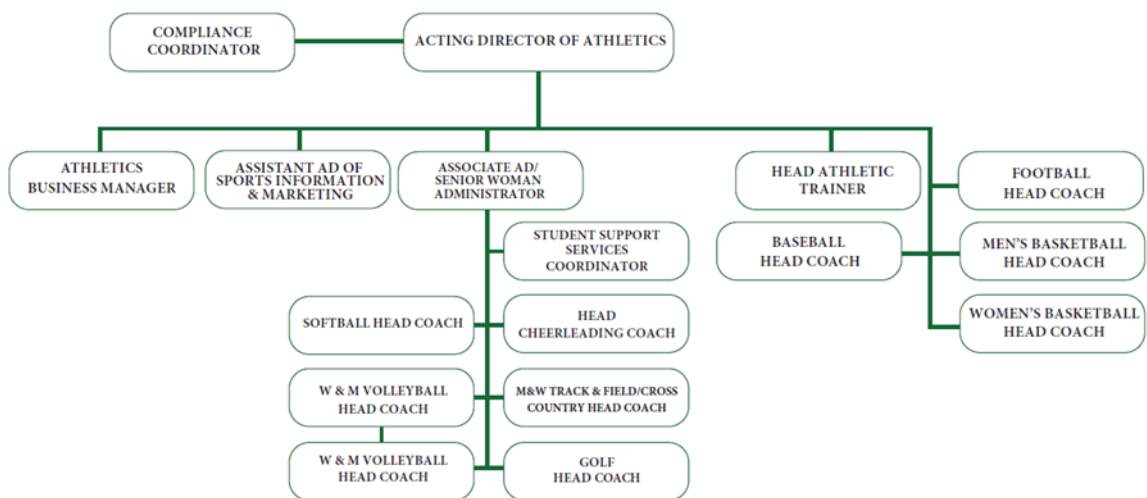 COMPLIANCE
COORDINATOR
ACTING DIRECTOR OF ATHLETICS
ATHLETICS
BUSINESS MANAGER
ASSISTANT AD OF
SPORTS INFORMATION
& MARKETING
ASSOCIATE AD/
SENIOR WOMAN
ADMINISTRATOR
HEAD ATHLETIC
TRAINER
FOOTBALL
HEAD COACH
STUDENT SUPPORT
SERVICES
COORDINATOR
BASEBALL
HEAD COACH
MEN'S BASKETBALL
HEAD COACH
SOFTBALL HEAD COACH
HEAD
CHEERLEADING COACH
WOMEN'S BASKETBALL
HEAD COACH
W & M VOLLEYBALL
HEAD COACH
M&W TRACK & FIELD/CROSS
COUNTRY HEAD COACH
W & M VOLLEYBALL
HEAD COACH
GOLF
HEAD COACH